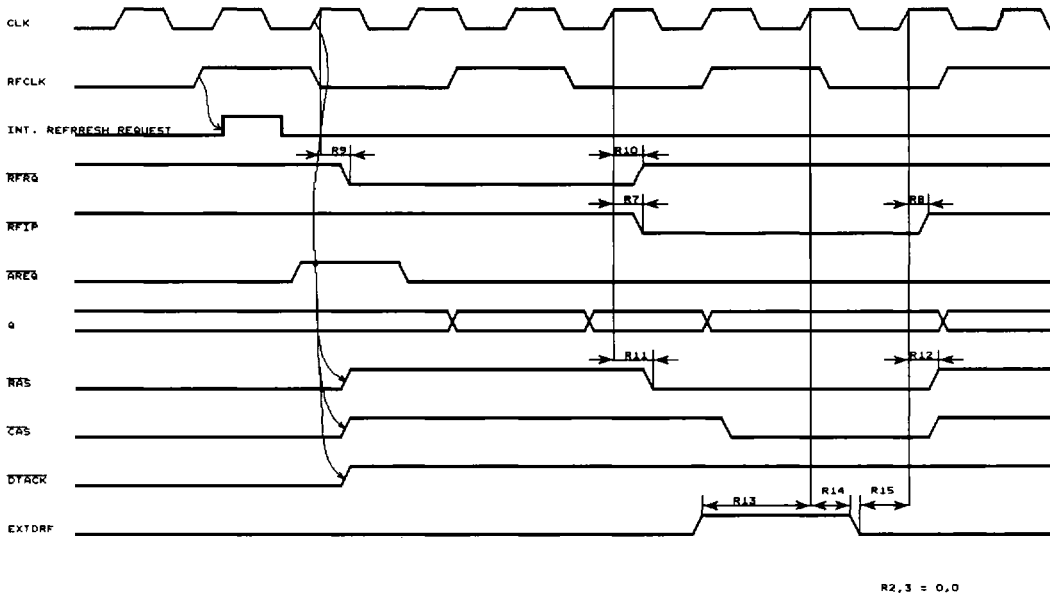 CLK
RFCLK
INT. REFRRESH REQUEST
R9
R10
RFRQ
R7
R8
RFIP
AREQ
Q
R11
R12
RAS
CAS
DTACK
R13
R14
R15
EXTDRF
R2,3 = 0,0